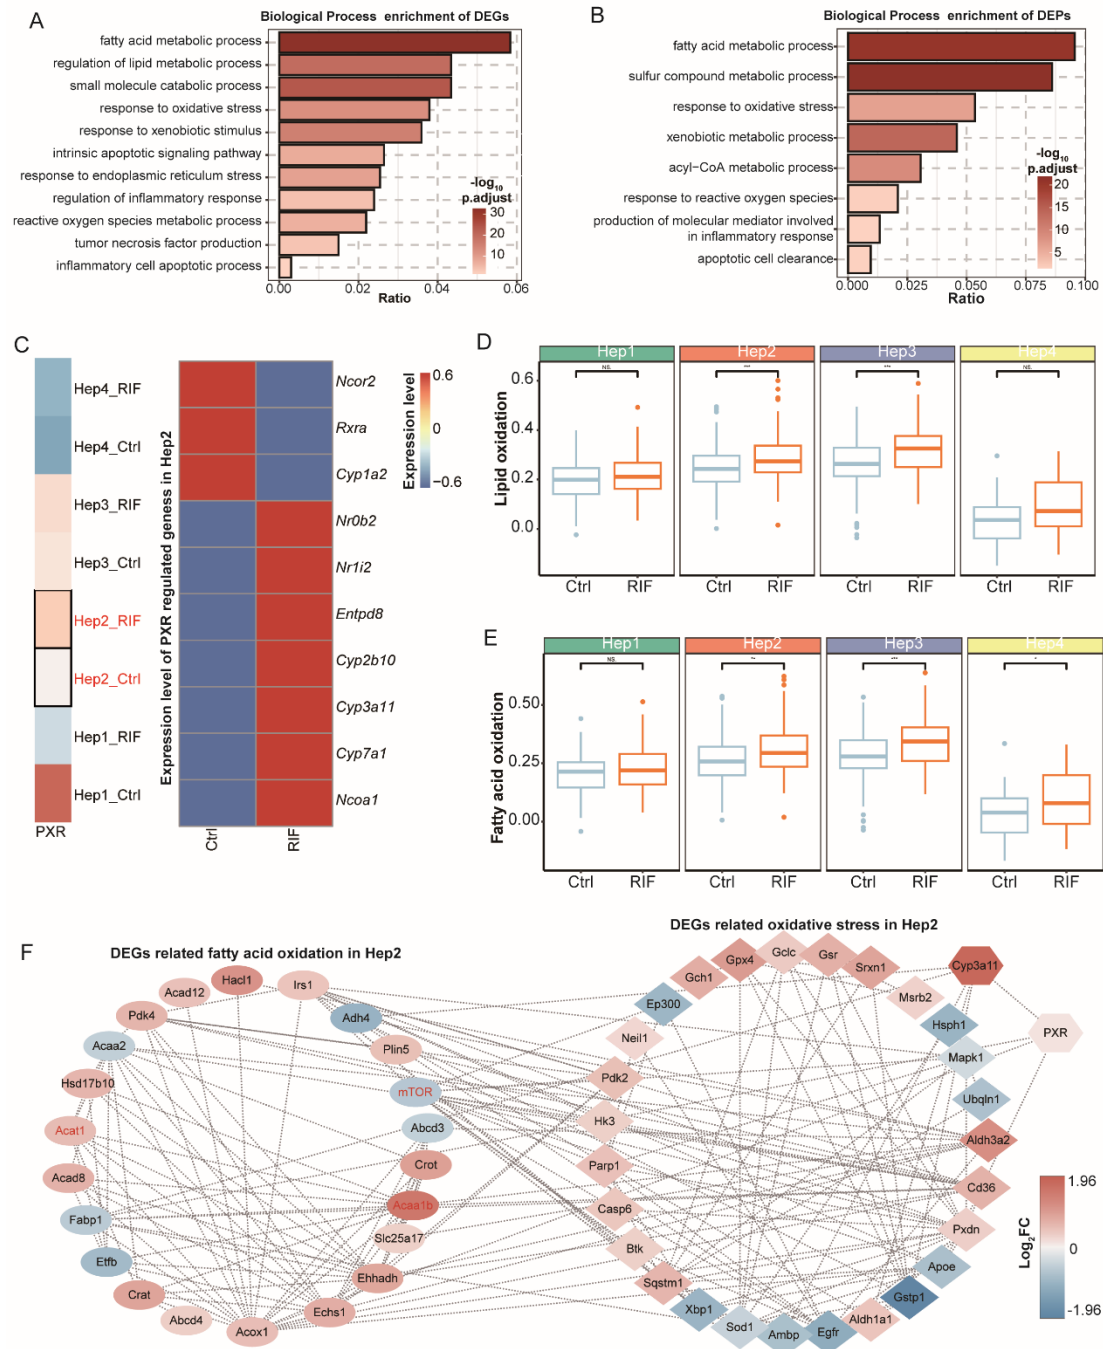 A
Biological Process enrichment of DEGs
fatty acid metabolic process
regulation of lipid metabolic process
small molecule catabolic process
response to oxidative stress
response to xenobiotic stimulus
intrinsic apoptotic signaling pathway
response to endoplasmic reticulum stress
regulation of inflammatory response
reactive oxygen species metabolic process
tumor necrosis factor production
inflammatory cell apoptotic process
-log10
p.adjust
30
20
10
0.00 0.02 0.04 0.06
Ratio
B
Biological Process enrichment of DEPs
fatty acid metabolic process
sulfur compound metabolic process
response to oxidative stress
xenobiotic metabolic process
acyl-CoA metabolic process
response to reactive oxygen species
production of molecular mediator involved
in inflammatory response
apoptotic cell clearance
-log10
p.adjust
20
15
10
5
0.000 0.025 0.050 0.075 0.100
Ratio
C
Hep4_RIF
Hep4_Ctrl
Hep3_RIF
Hep3_Ctrl
Hep2_RIF
Hep2_Ctrl
Hep1_RIF
Hep1_Ctrl
PXR
Expression level of PXR regulated geness in Hep2
Ncor2
Rxra
Cyp1a2
Nr0b2
Nr1i2
Entpd8
Cyp2b10
Cyp3a11
Cyp7a1
Ncoa1
Ctrl RIF
Expression level
0.6
0
−0.6
D
Hep1 Hep2 Hep3 Hep4
NS. *** *** NS.
Lipid oxidation
0.6
0.4
0.2
0.0
Ctrl RIF Ctrl RIF Ctrl RIF Ctrl RIF
E
Hep1 Hep2 Hep3 Hep4
NS. ** *** *
Fatty acid oxidation
0.50
0.25
0.00
Ctrl RIF Ctrl RIF Ctrl RIF Ctrl RIF
F
DEGs related fatty acid oxidation in Hep2
Hacl1
Irs1
Acad12
Adh4
Pdk4
Plin5
Acaa2
Hsd17b10
mTOR
Acat1
Abcd3
Acad8
Crot
Fabp1
Acaa1b
Etfb
Slc25a17
Crat
Ehhadh
Abcd4
Echs1
Acox1
DEGs related oxidative stress in Hep2
Gclc
Gpx4
Gsr
Gch1
Srxn1
Cyp3a11
Ep300
Msrb2
Neil1
Hsph1
PXR
Pdk2
Mapk1
Hk3
Ubqln1
Parp1
Aldh3a2
Casp6
Cd36
Btk
Pxdn
Sqstm1
Apoe
Xbp1
Gstp1
Sod1
Aldh1a1
Ambp
Egfr
Log2FC
1.96
0
-1.96